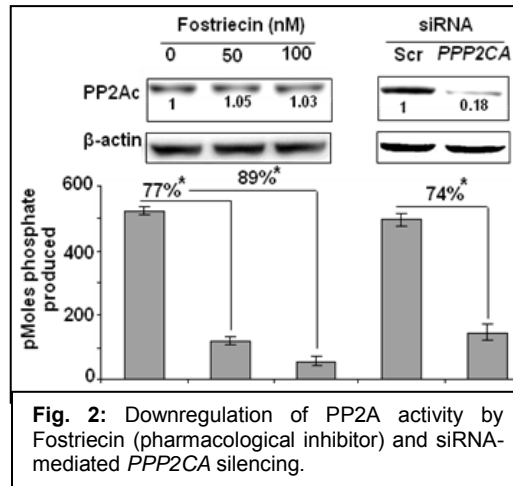 Fostriecin (nM)
siRNA
0 50 100
Scr PPP2CA
PP2Ac
1 1.05 1.03
1 0.18
β-actin
600
400
200
0
pMoles phosphate
produced
77%*
89%*
74%*
Fig. 2: Downregulation of PP2A activity by
Fostriecin (pharmacological inhibitor) and siRNA-
mediated PPP2CA silencing.